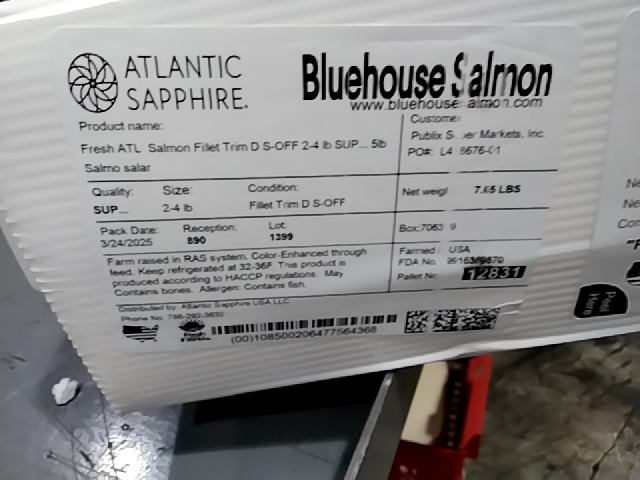 ATLANTIC
SAPPHIRE.
Bluehouse Salmon
www.bluehousesalmon.com
Product name:
Fresh ATL Salmon Fillet Trim D S-OFF 2-4 lb SUP... 5lb
Salmo salar
Customer
Publix Super Markets, Inc.
PO#:
Quality: Size: Condition:
SUP... 2-4 lb Fillet Trim D S-OFF
Net weight 7.65 LBS
Pack Date: Reception: Lot:
3/24/2025 890 1399
Box:
Farm raised in RAS system. Color-Enhanced through
feed. Keep refrigerated at 32-36F. This product is
produced according to HACCP regulations. May
Contains bones. Allergen: Contains fish.
Farmed USA
FDA No.
Pallet No 12831
Distributed by: Atlantic Sapphire USA LLC
Phone No.
(00)108500206477564368
Peel
Here